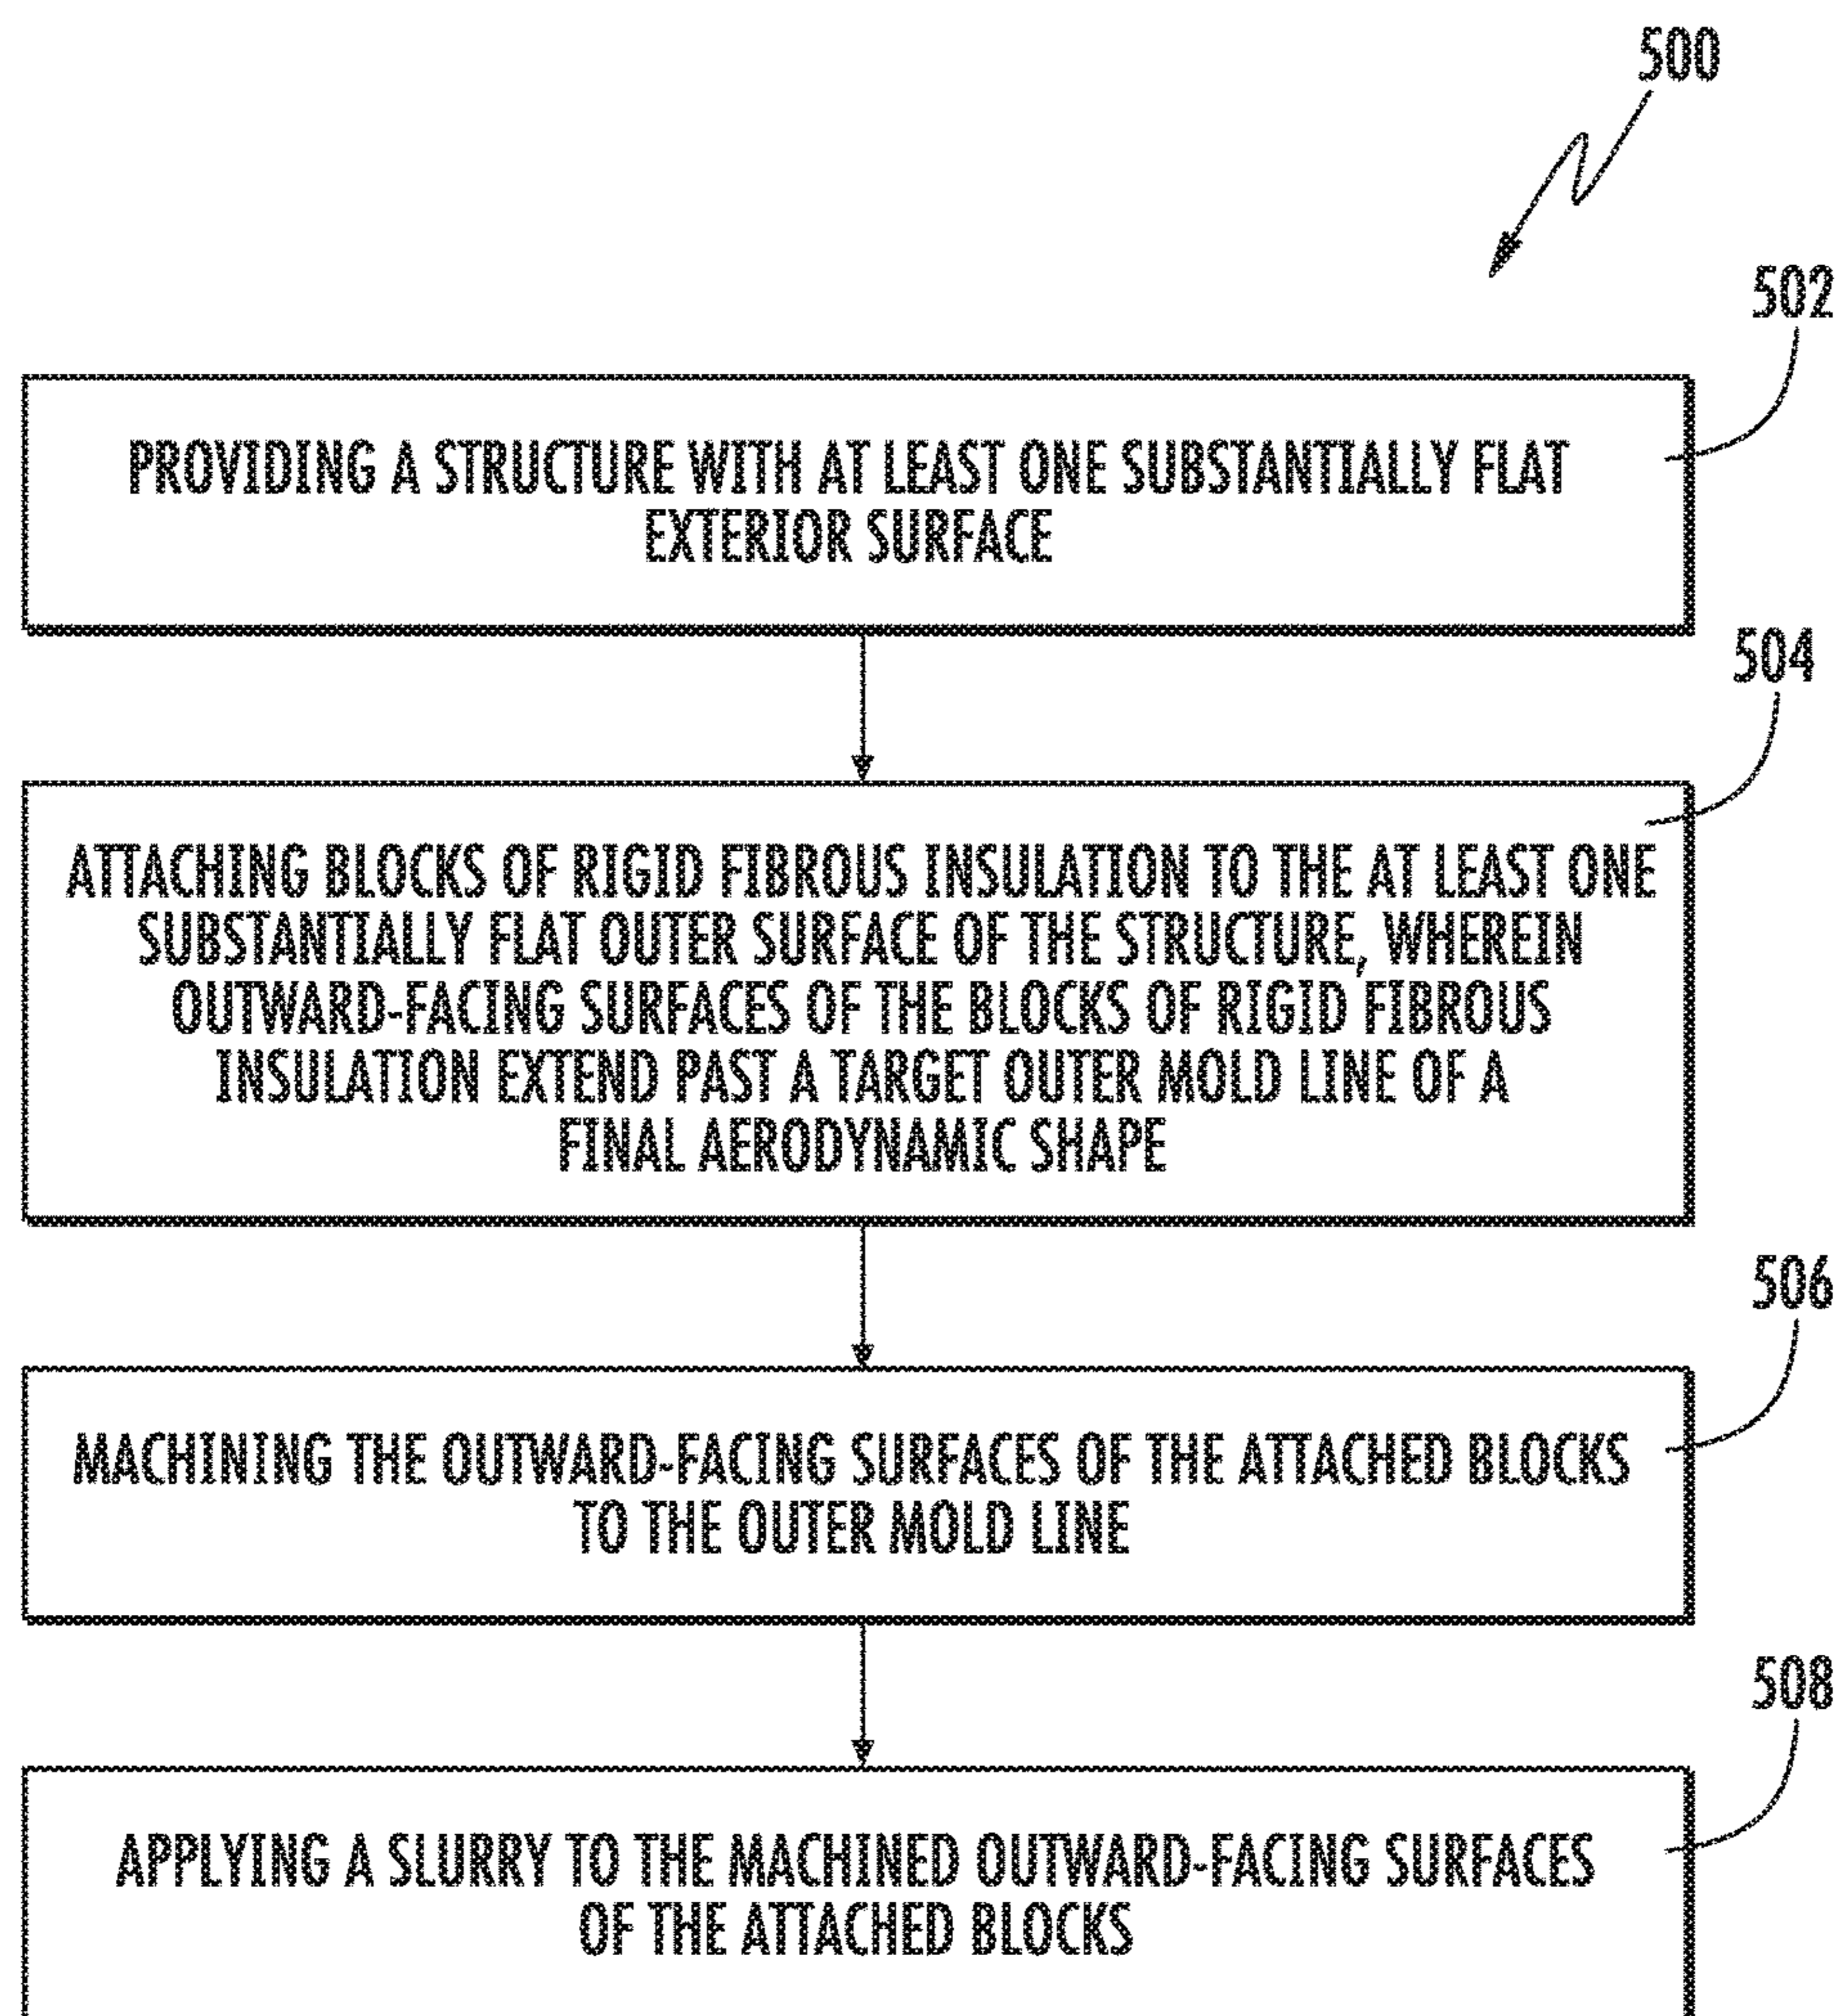 500
502
PROVIDING A STRUCTURE WITH AT LEAST ONE SUBSTANTIALLY FLAT
EXTERIOR SURFACE
504
ATTACHING BLOCKS OF RIGID FIBROUS INSULATION TO THE AT LEAST ONE
SUBSTANTIALLY FLAT OUTER SURFACE OF THE STRUCTURE, WHEREIN
OUTWARD-FACING SURFACES OF THE BLOCKS OF RIGID FIBROUS
INSULATION EXTEND PAST A TARGET OUTER MOLD LINE OF A
FINAL AERODYNAMIC SHAPE
506
MACHINING THE OUTWARD-FACING SURFACES OF THE ATTACHED BLOCKS
TO THE OUTER MOLD LINE
508
APPLYING A SLURRY TO THE MACHINED OUTWARD-FACING SURFACES
OF THE ATTACHED BLOCKS